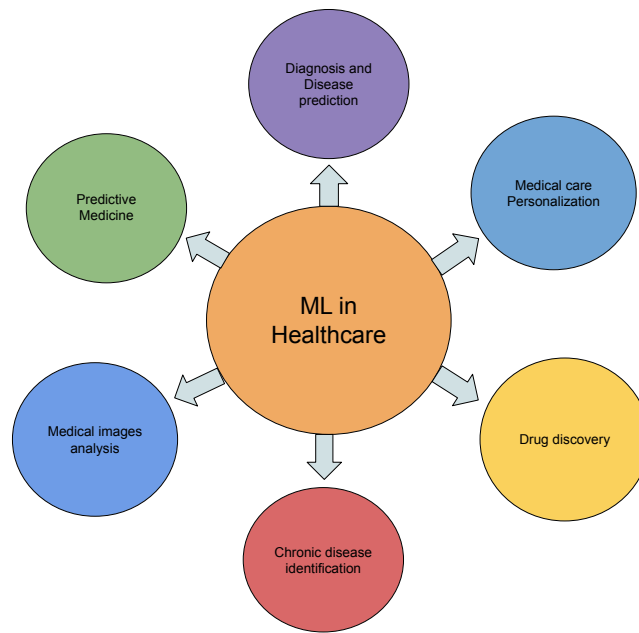 Diagnosis and
Disease
prediction
Predictive
Medicine
Medical care
Personalization
ML in
Healthcare
Medical images
analysis
Drug discovery
Chronic disease
identification